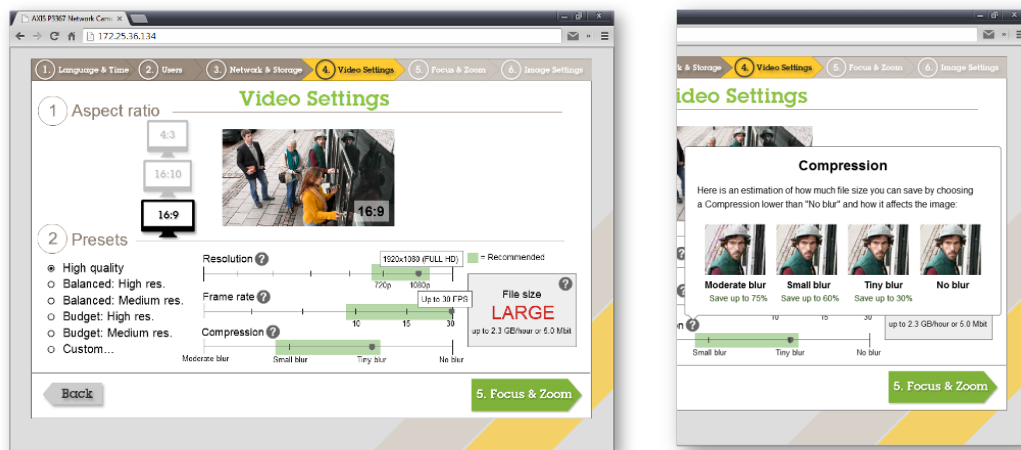 AXIS P3367 Network Cam
172.25.36.134
1. Language & Time 2. Users 3. Network & Storage 4. Video Settings 5. Focus & Zoom 6. Image Settings
Video Settings
1 Aspect ratio
4:3
16:10
16:9
16:9
2 Presets
High quality
Balanced: High res.
Balanced: Medium res.
Budget: High res.
Budget: Medium res.
Custom...
Resolution ?
1920x1080 (FULL HD)
= Recommended
720p 1080p
Frame rate ?
Up to 30 FPS
10 15 30
Compression ?
Moderate blur Small blur Tiny blur No blur
?
File size
LARGE
up to 2.3 GB/hour or 5.0 Mbit
Back
5. Focus & Zoom
& Storage 4. Video Settings 5. Focus & Zoom 6. Image Settings
ideo Settings
Compression
Here is an estimation of how much file size you can save by choosing
a Compression lower than "No blur" and how it affects the image:
Moderate blur Small blur Tiny blur No blur
Save up to 75% Save up to 60% Save up to 30%
10 15 30
up to 2.3 GB/hour or 5.0 Mbit
n ?
Small blur Tiny blur No blur
5. Focus & Zoom